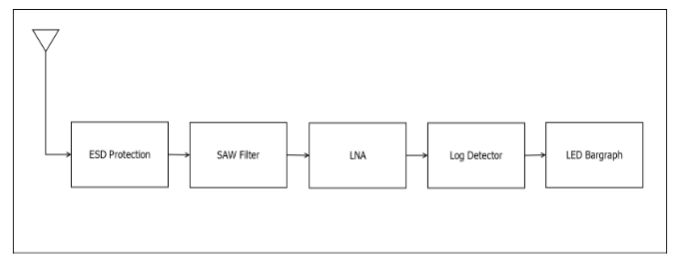 ESD Protection
SAW Filter
LNA
Log Detector
LED Bargraph